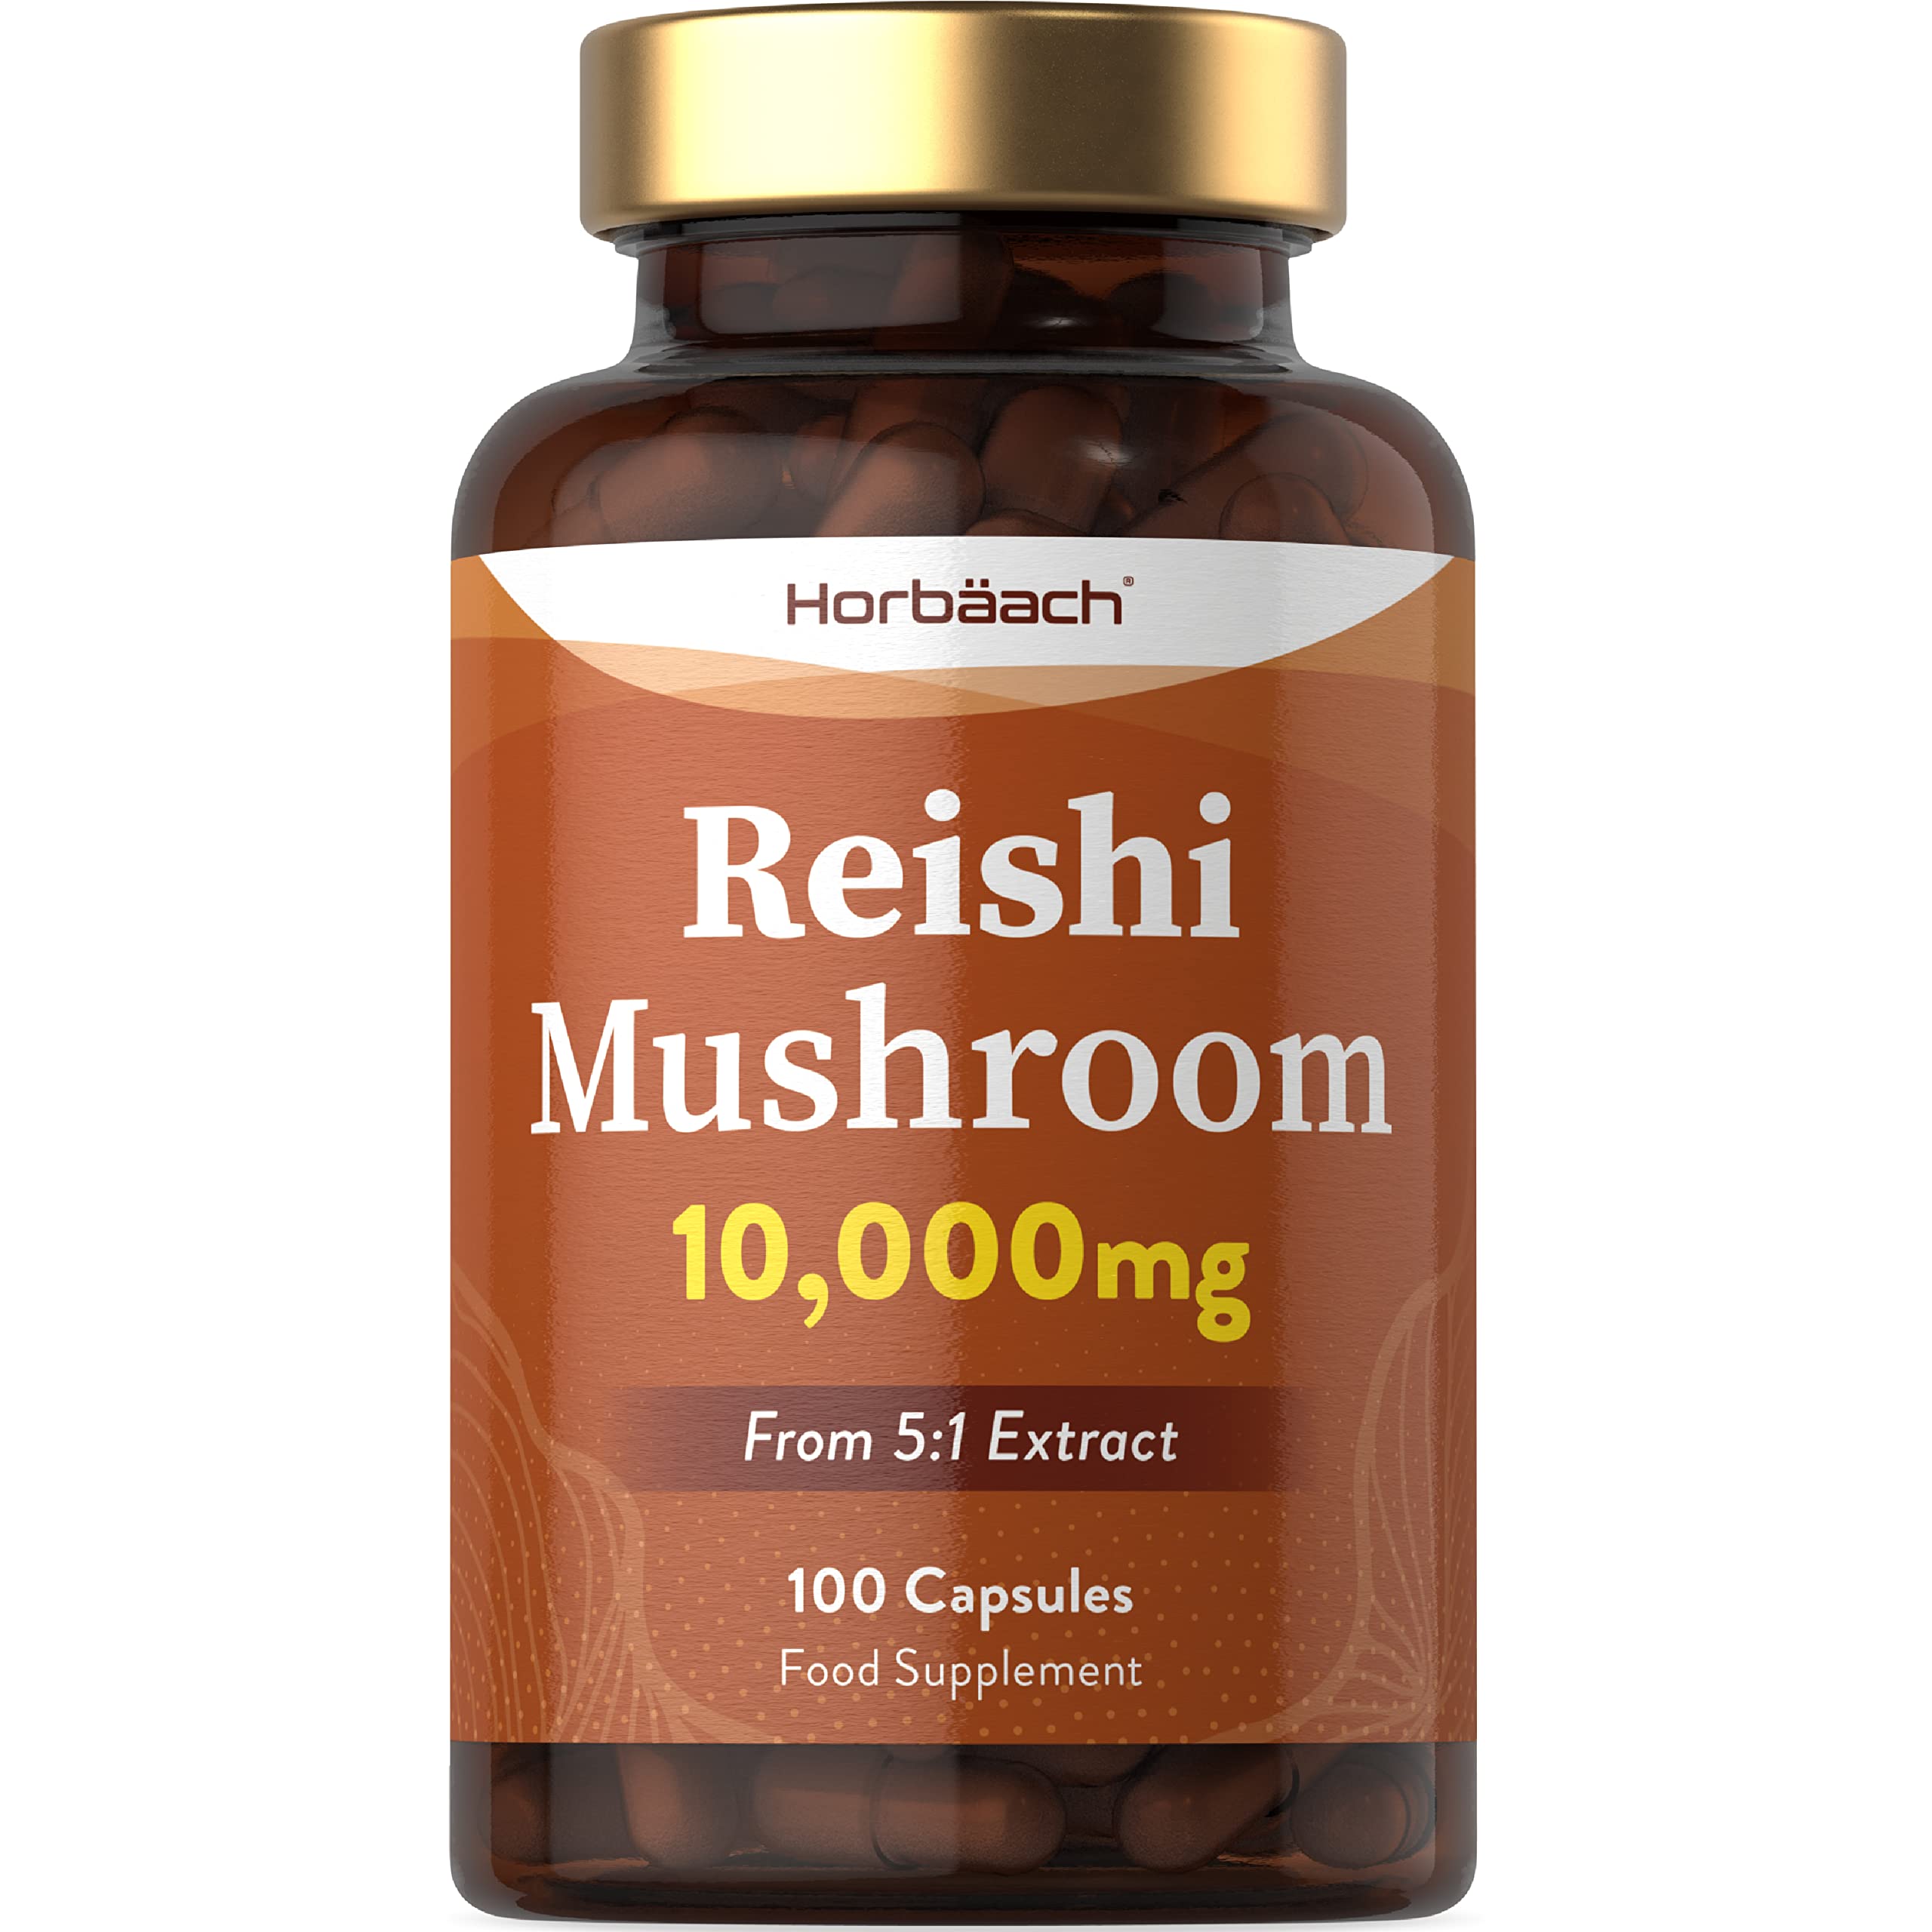 Horbäach®
Reishi
Mushroom
10,000mg
From 5:1 Extract
100 Capsules
Food Supplement